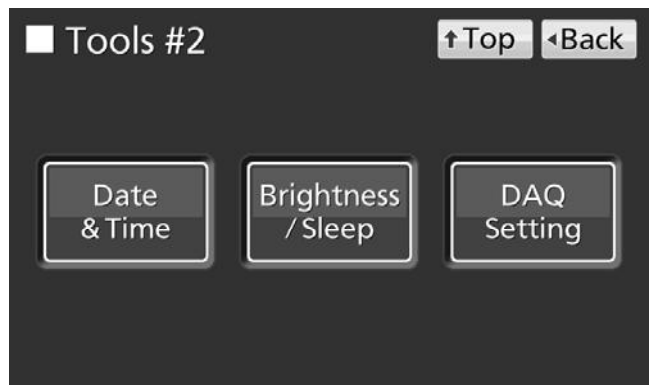 Tools #2
↑Top
◂Back
Date
& Time
Brightness
/ Sleep
DAQ
Setting